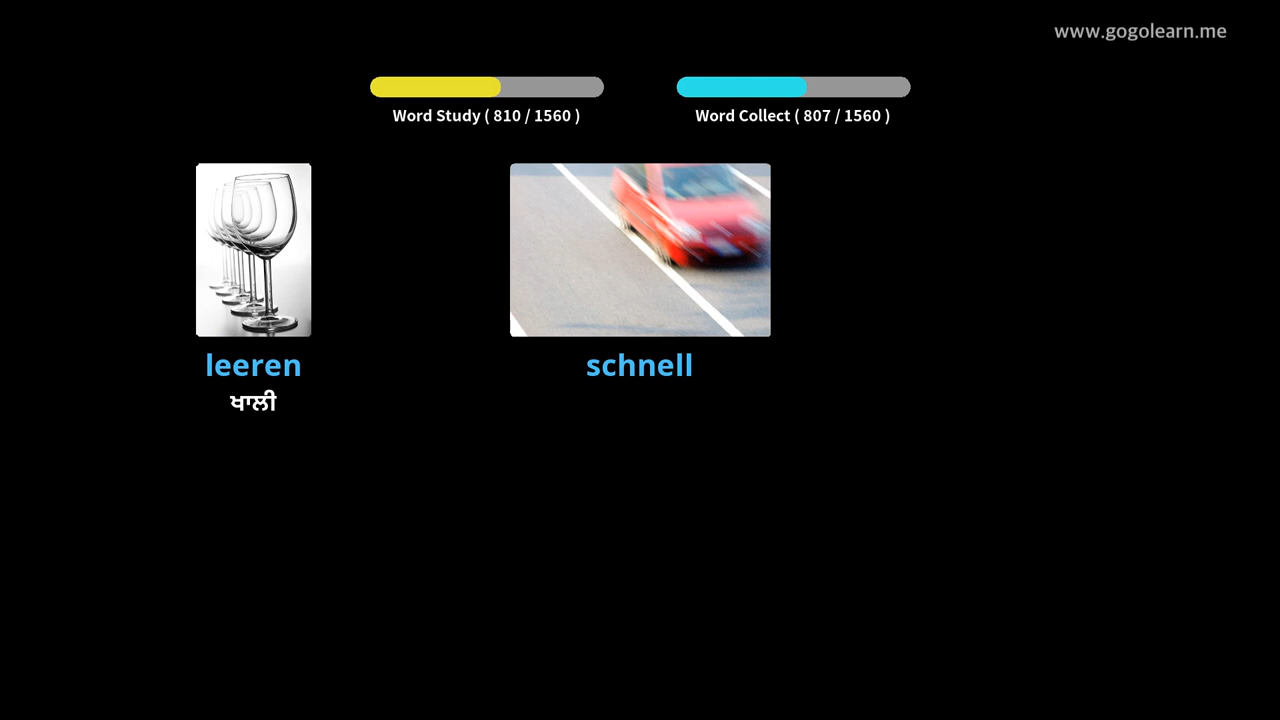 www.gogolearn.me
Word Study ( 810 / 1560 )
Word Collect ( 807 / 1560 )
leeren
ਖਾਲੀ
schnell